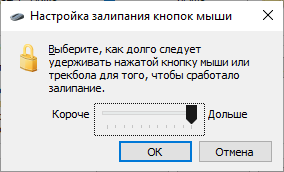 Настройка залипания кнопок мыши
Выберите, как долго следует
удерживать нажатой кнопку мыши или
трекбола для того, чтобы сработало
залипание.
Короче Дольше
ОК Отмена